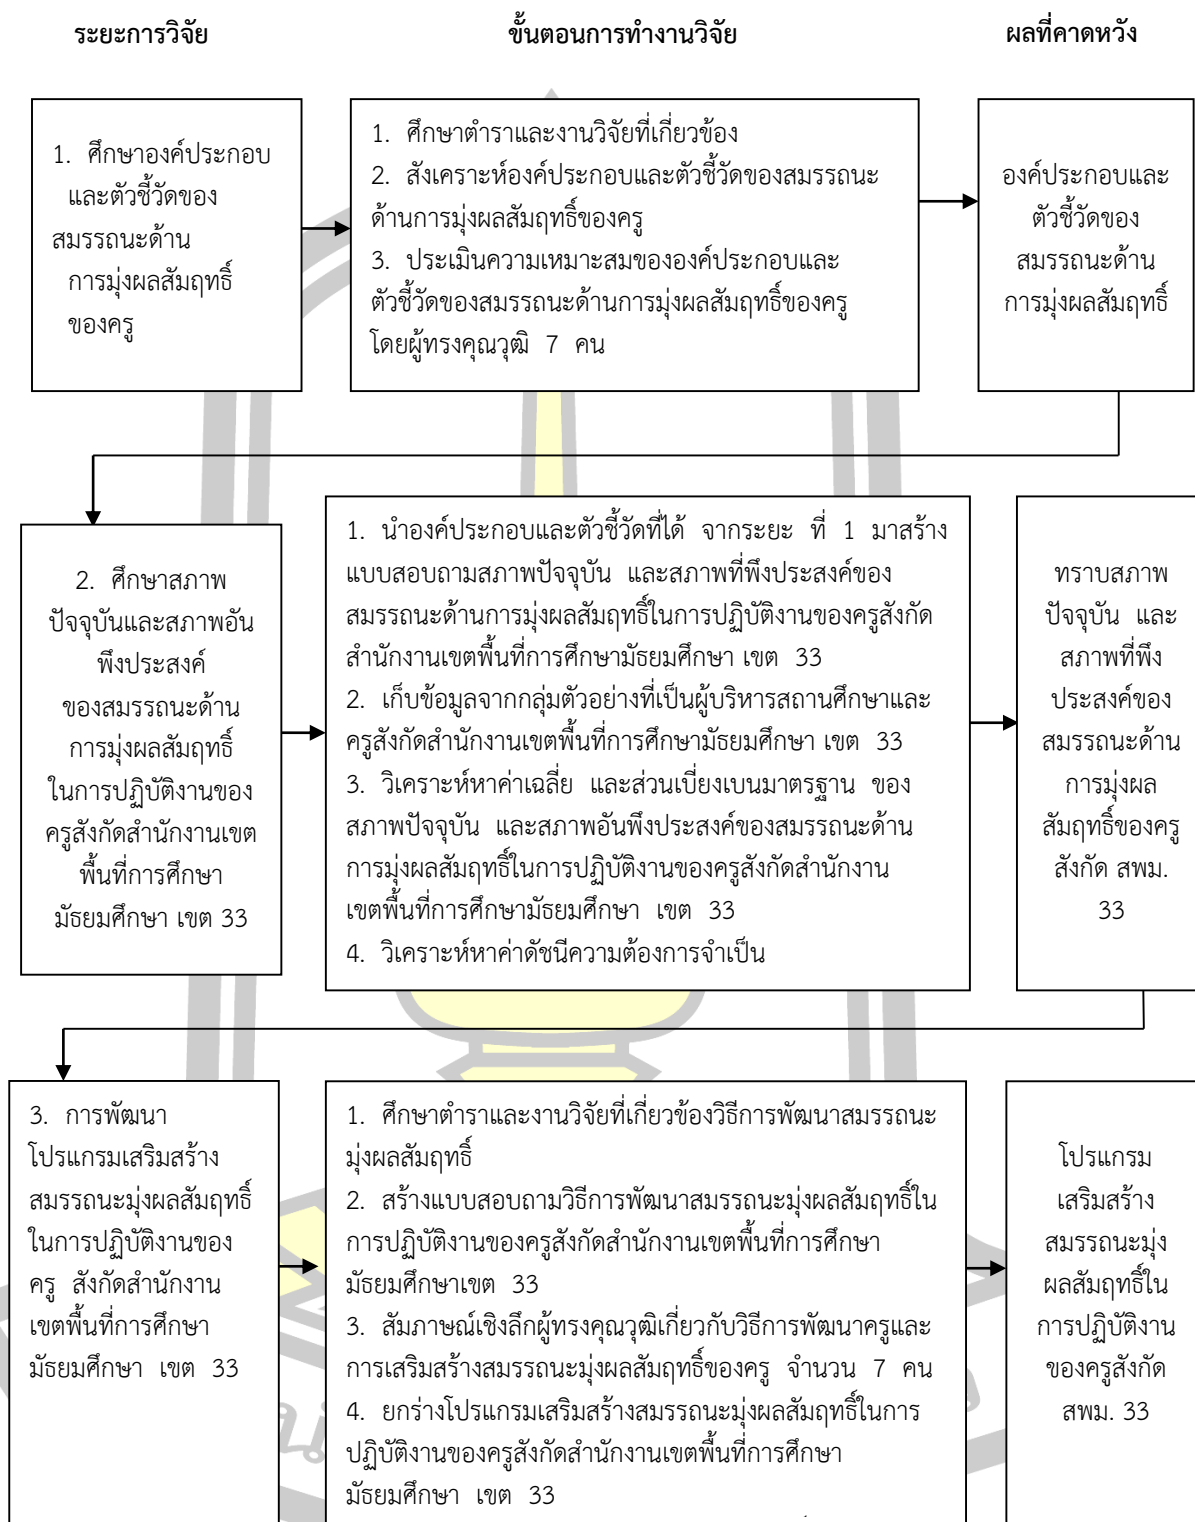 ระยะการวิจัย
ขั้นตอนการทำงานวิจัย
ผลที่คาดหวัง
1. ศึกษาองค์ประกอบ
และตัวชี้วัดของ
สมรรถนะด้าน
การมุ่งผลสัมฤทธิ์
ของครู
1. ศึกษาตำราและงานวิจัยที่เกี่ยวข้อง
2. สังเคราะห์องค์ประกอบและตัวชี้วัดของสมรรถนะ
ด้านการมุ่งผลสัมฤทธิ์ของครู
3. ประเมินความเหมาะสมขององค์ประกอบและ
ตัวชี้วัดของสมรรถนะด้านการมุ่งผลสัมฤทธิ์ของครู
โดยผู้ทรงคุณวุฒิ 7 คน
องค์ประกอบและ
ตัวชี้วัดของ
สมรรถนะด้าน
การมุ่งผลสัมฤทธิ์
2. ศึกษาสภาพ
ปัจจุบันและสภาพอัน
พึงประสงค์
ของสมรรถนะด้าน
การมุ่งผลสัมฤทธิ์
ในการปฏิบัติงานของ
ครูสังกัดสำนักงานเขต
พื้นที่การศึกษา
มัธยมศึกษา เขต 33
1. นำองค์ประกอบและตัวชี้วัดที่ได้ จากระยะ ที่ 1 มาสร้าง
แบบสอบถามสภาพปัจจุบัน และสภาพที่พึงประสงค์ของ
สมรรถนะด้านการมุ่งผลสัมฤทธิ์ในการปฏิบัติงานของครูสังกัด
สำนักงานเขตพื้นที่การศึกษามัธยมศึกษา เขต 33
2. เก็บข้อมูลจากกลุ่มตัวอย่างที่เป็นผู้บริหารสถานศึกษาและ
ครูสังกัดสำนักงานเขตพื้นที่การศึกษามัธยมศึกษา เขต 33
3. วิเคราะห์หาค่าเฉลี่ย และส่วนเบี่ยงเบนมาตรฐาน ของ
สภาพปัจจุบัน และสภาพอันพึงประสงค์ของสมรรถนะด้าน
การมุ่งผลสัมฤทธิ์ในการปฏิบัติงานของครูสังกัดสำนักงาน
เขตพื้นที่การศึกษามัธยมศึกษา เขต 33
4. วิเคราะห์หาค่าดัชนีความต้องการจำเป็น
ทราบสภาพ
ปัจจุบัน และ
สภาพที่พึง
ประสงค์ของ
สมรรถนะด้าน
การมุ่งผล
สัมฤทธิ์ของครู
สังกัด สพม.
33
3. การพัฒนา
โปรแกรมเสริมสร้าง
สมรรถนะมุ่งผลสัมฤทธิ์
ในการปฏิบัติงานของ
ครู สังกัดสำนักงาน
เขตพื้นที่การศึกษา
มัธยมศึกษา เขต 33
1. ศึกษาตำราและงานวิจัยที่เกี่ยวข้องวิธีการพัฒนาสมรรถนะ
มุ่งผลสัมฤทธิ์
2. สร้างแบบสอบถามวิธีการพัฒนาสมรรถนะมุ่งผลสัมฤทธิ์ใน
การปฏิบัติงานของครูสังกัดสำนักงานเขตพื้นที่การศึกษา
มัธยมศึกษาเขต 33
3. สัมภาษณ์เชิงลึกผู้ทรงคุณวุฒิเกี่ยวกับวิธีการพัฒนาครูและ
การเสริมสร้างสมรรถนะมุ่งผลสัมฤทธิ์ของครู จำนวน 7 คน
4. ยกร่างโปรแกรมเสริมสร้างสมรรถนะมุ่งผลสัมฤทธิ์ในการ
ปฏิบัติงานของครูสังกัดสำนักงานเขตพื้นที่การศึกษา
มัธยมศึกษา เขต 33
โปรแกรม
เสริมสร้าง
สมรรถนะมุ่ง
ผลสัมฤทธิ์ใน
การปฏิบัติงาน
ของครูสังกัด
สพม. 33